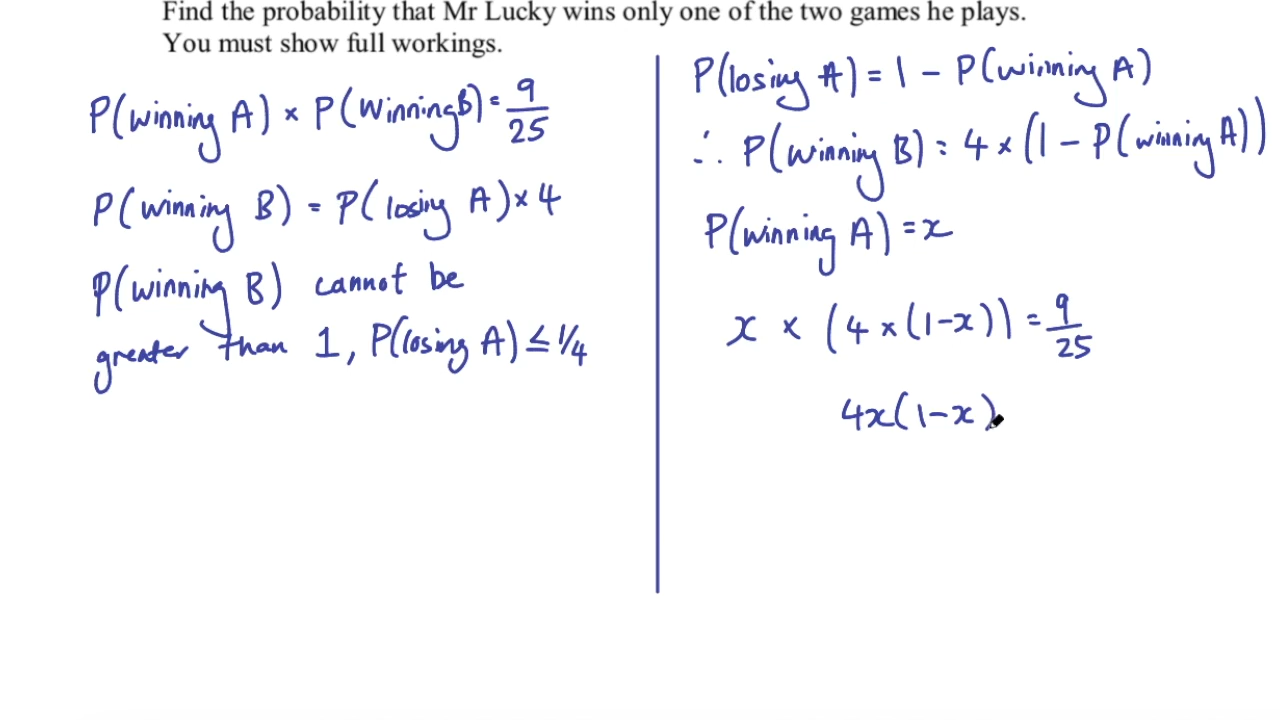 Find the probability that Mr Lucky wins only one of the two games he plays.
You must show full workings.
P(winning A) × P(winning B) = 9/25
P(winning B) = P(losing A) × 4
P(winning B) cannot be
greater than 1, P(losing A) ≤ 1/4
P(losing A) = 1 − P(winning A)
∴ P(winning B) = 4 × (1 − P(winning A))
P(winning A) = x
x × (4 × (1−x)) = 9/25
4x(1−x)